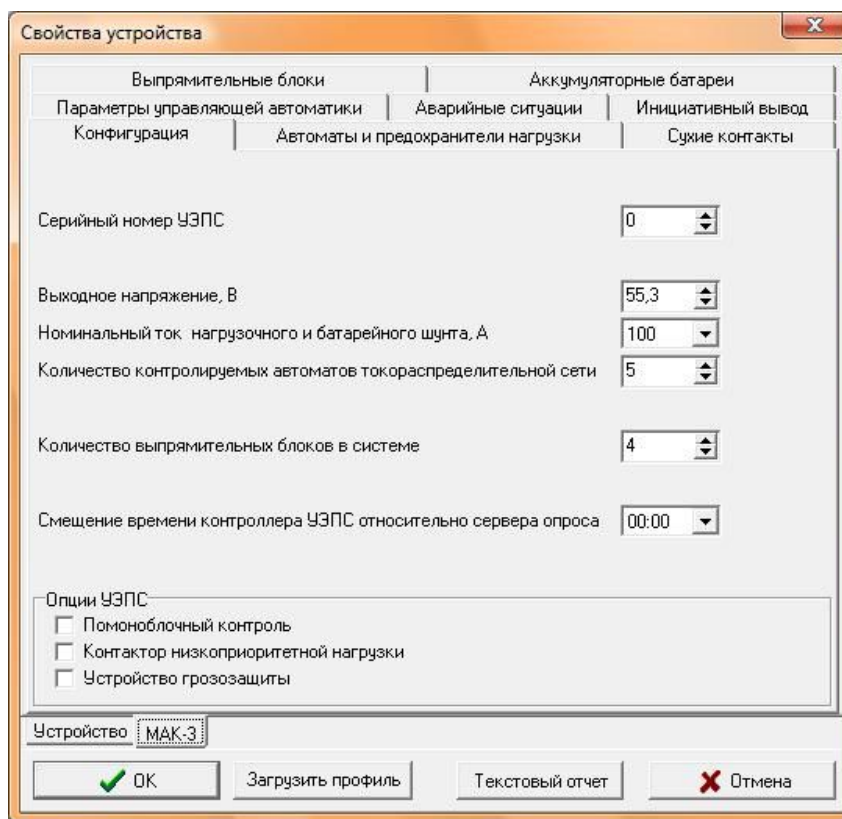 Свойства устройства
Выпрямительные блоки
Аккумуляторные батареи
Параметры управляющей автоматики
Аварийные ситуации
Инициативный вывод
Конфигурация
Автоматы и предохранители нагрузки
Сухие контакты
Серийный номер УЭПС
0
Выходное напряжение, В
55,3
Номинальный ток нагрузочного и батарейного шунта, А
100
Количество контролируемых автоматов токораспределительной сети
5
Количество выпрямительных блоков в системе
4
Смещение времени контроллера УЭПС относительно сервера опроса
00:00
Опции УЭПС
Помоноблочный контроль
Контактор низкоприоритетной нагрузки
Устройство грозозащиты
Устройство
МАК-3
OK
Загрузить профиль
Текстовый отчет
Отмена